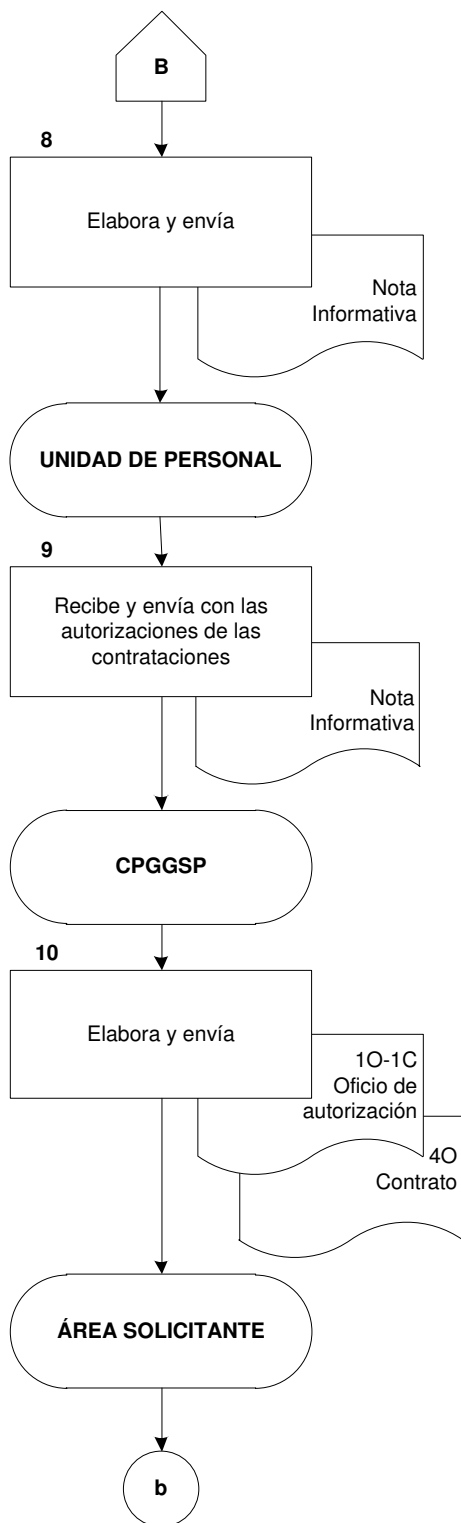 B
8
Elabora y envía
Nota
Informativa
UNIDAD DE PERSONAL
9
Recibe y envía con las
autorizaciones de las
contrataciones
Nota
Informativa
CPGGSP
10
Elabora y envía
1O-1C
Oficio de
autorización
4O
Contrato
ÁREA SOLICITANTE
b